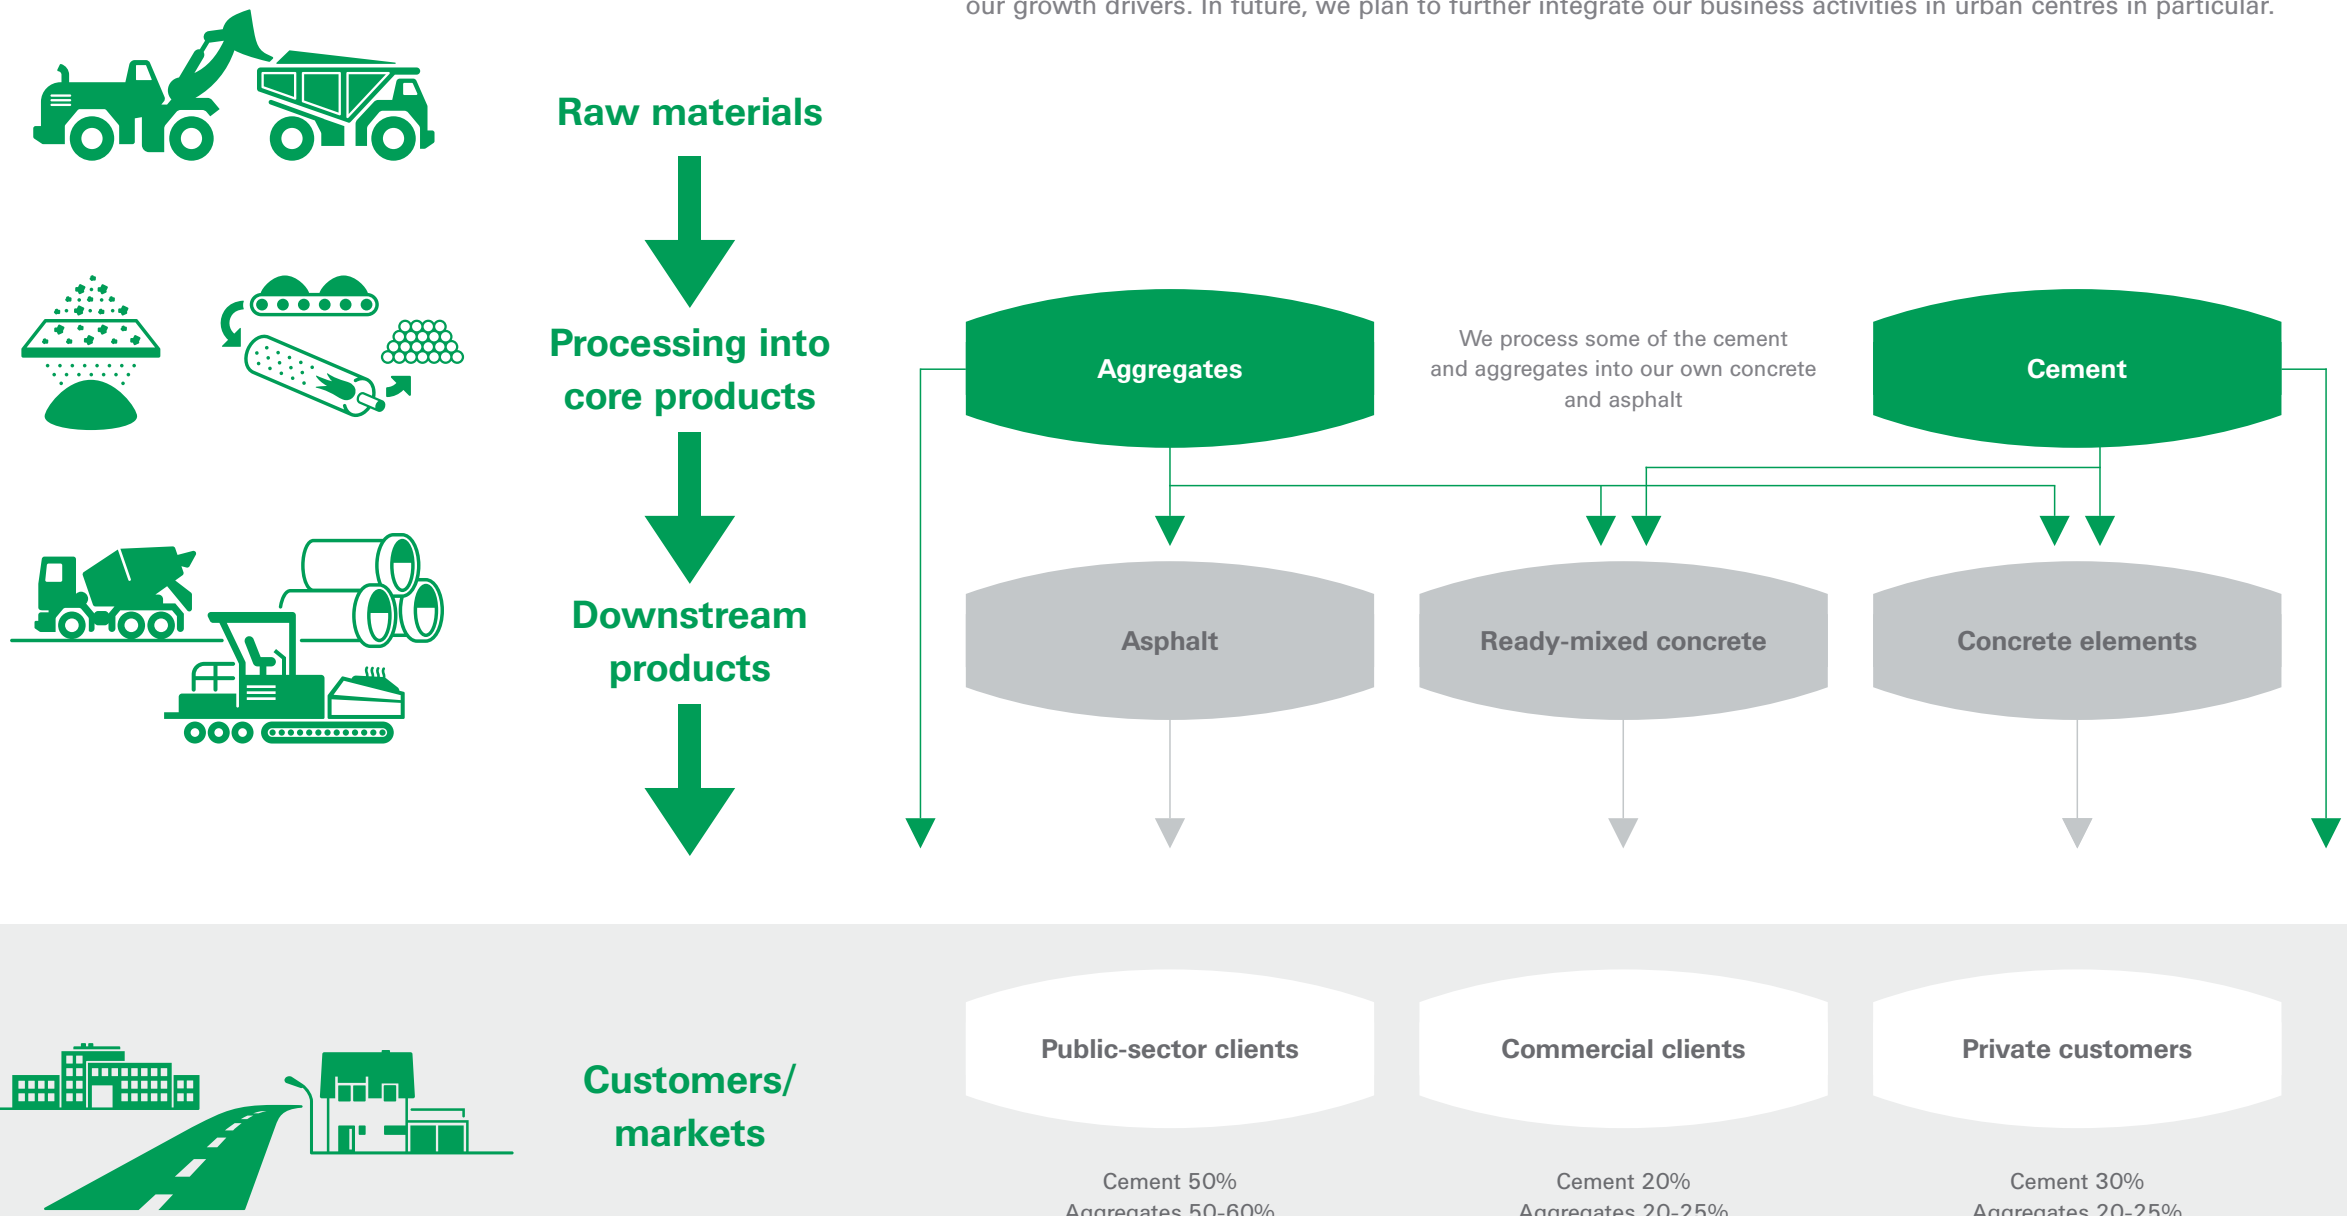 our growth drivers. In future, we plan to further integrate our business activities in urban centres in particular.
Raw materials
Processing into
core products
Aggregates
We process some of the cement
and aggregates into our own concrete
and asphalt
Cement
Downstream
products
Asphalt
Ready-mixed concrete
Concrete elements
Customers/
markets
Public-sector clients
Commercial clients
Private customers
Cement 50%
Aggregates 50-60%
Cement 20%
Aggregates 20-25%
Cement 30%
Aggregates 20-25%